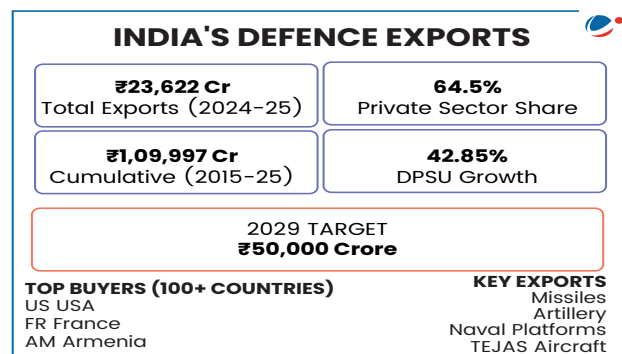 INDIA'S DEFENCE EXPORTS
₹23,622 Cr
Total Exports (2024-25)
64.5%
Private Sector Share
₹1,09,997 Cr
Cumulative (2015-25)
42.85%
DPSU Growth
2029 TARGET
₹50,000 Crore
TOP BUYERS (100+ COUNTRIES)
US USA
FR France
AM Armenia
KEY EXPORTS
Missiles
Artillery
Naval Platforms
TEJAS Aircraft